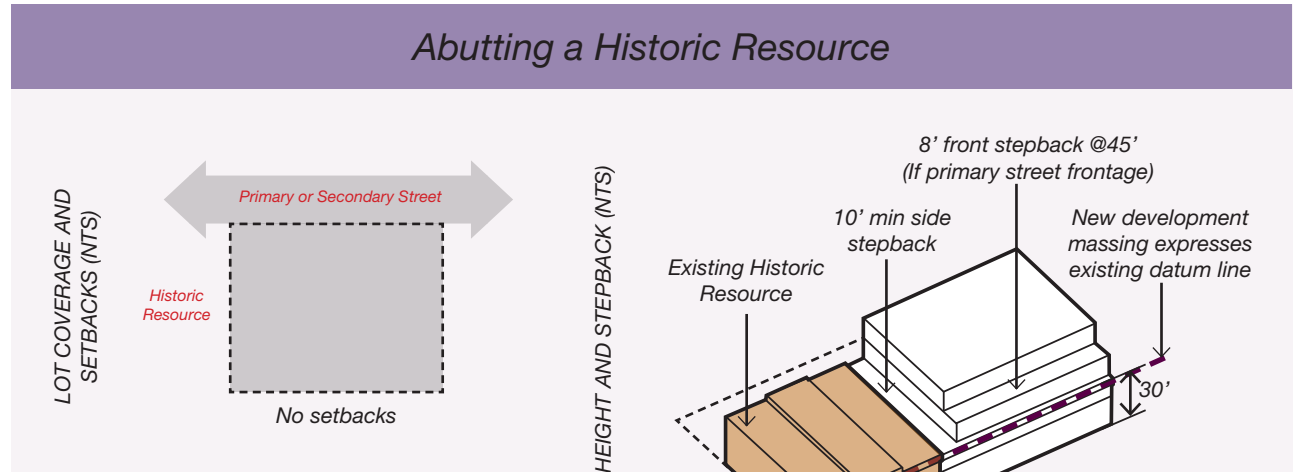 Abutting a Historic Resource
LOT COVERAGE AND
SETBACKS (NTS)
Primary or Secondary Street
Historic
Resource
No setbacks
HEIGHT AND STEPBACK (NTS)
8’ front stepback @45’
(If primary street frontage)
10’ min side
stepback
New development
massing expresses
existing datum line
Existing Historic
Resource
30’